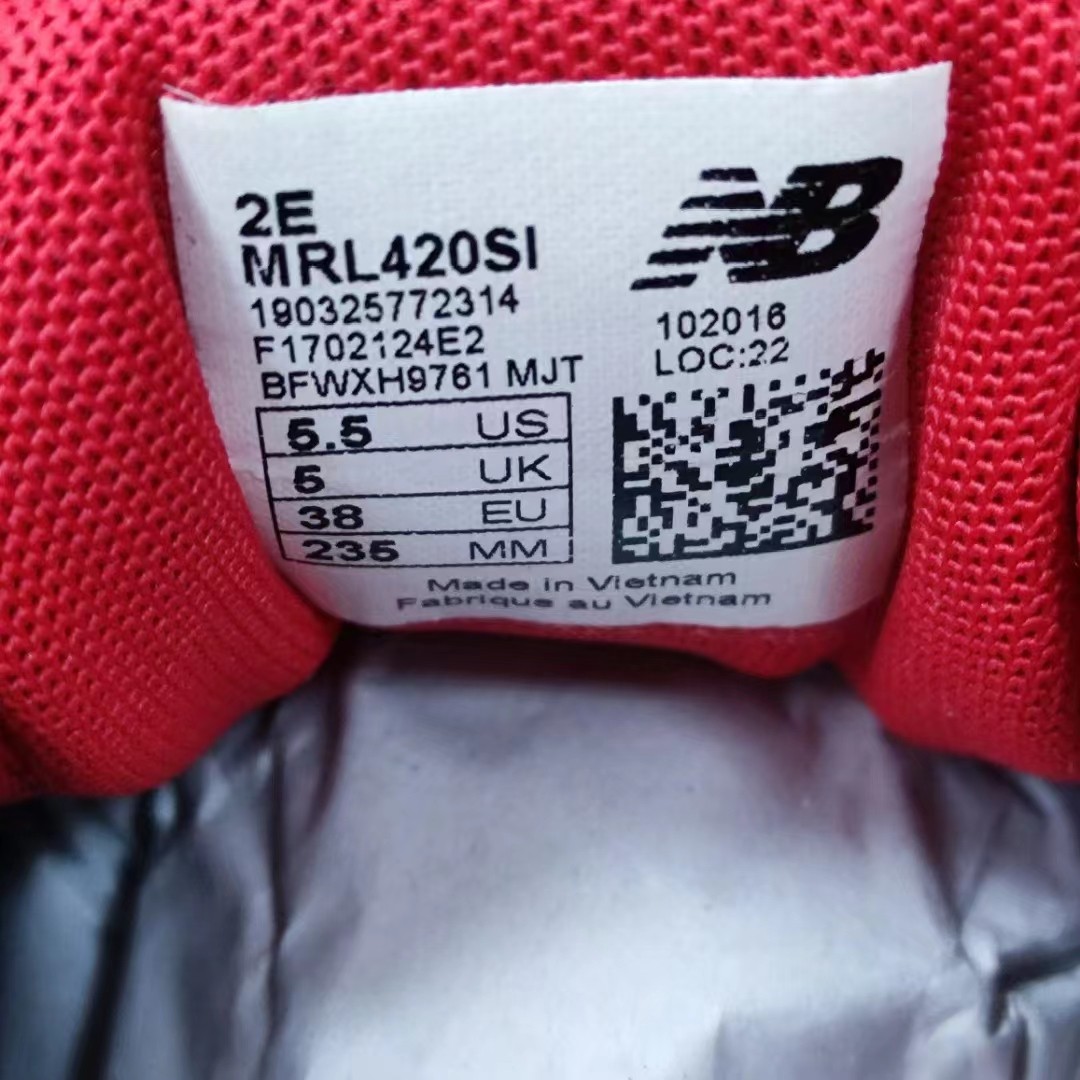 2E
MRL420SI
190325772314
F1702124E2
BFWXH9761 MJT
NB
102016
LOC:22
5.5 US
5 UK
38 EU
235 MM
Made in Vietnam
Fabrique au Vietnam